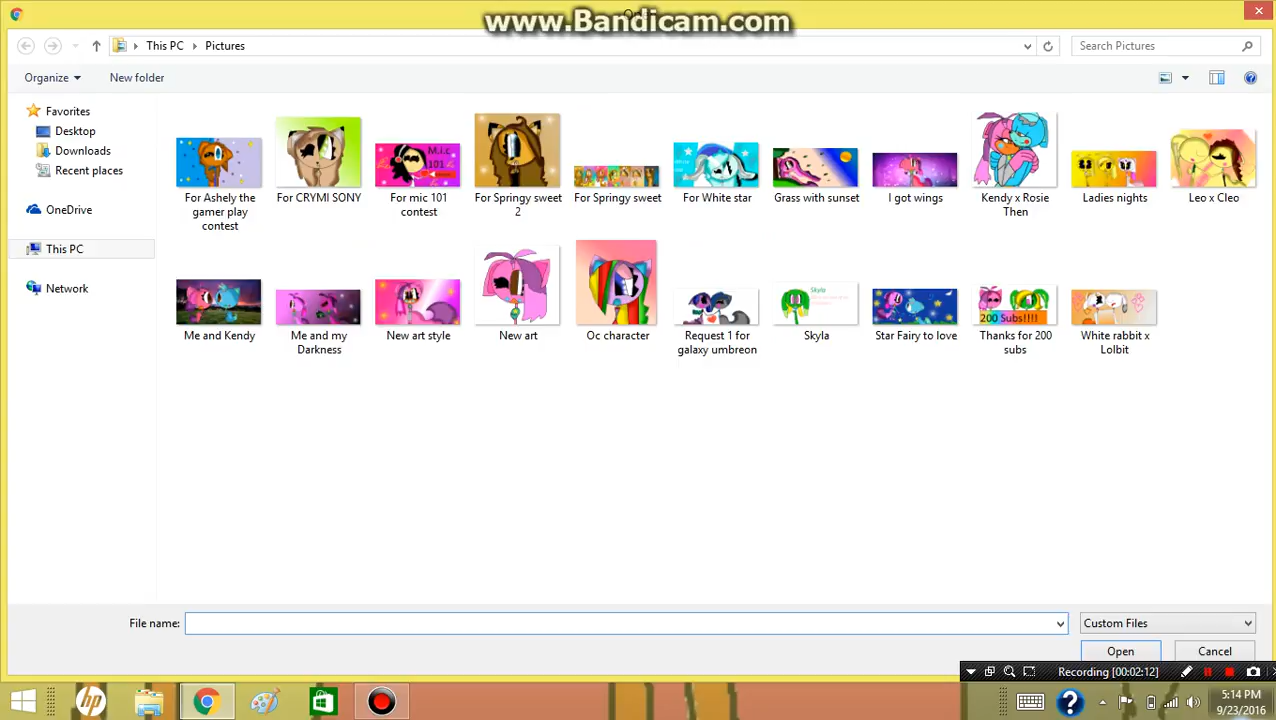 www.Bandicam.com
This PC
Pictures
Search Pictures
Organize
New folder
Favorites
Desktop
Downloads
Recent places
OneDrive
This PC
Network
M.i.c
101
For Ashely the
gamer play
contest
For CRYMI SONY
For mic 101
contest
For Springy sweet
2
For Springy sweet
For White star
Grass with sunset
I got wings
Kendy x Rosie
Then
Ladies nights
Leo x Cleo
Skyla
200 Subs!!!!
Me and Kendy
Me and my
Darkness
New art style
New art
Oc character
Request 1 for
galaxy umbreon
Skyla
Star Fairy to love
Thanks for 200
subs
White rabbit x
Lolbit
File name:
Custom Files
Open
Cancel
Recording [00:02:12]
hp
5:14 PM
9/23/2016